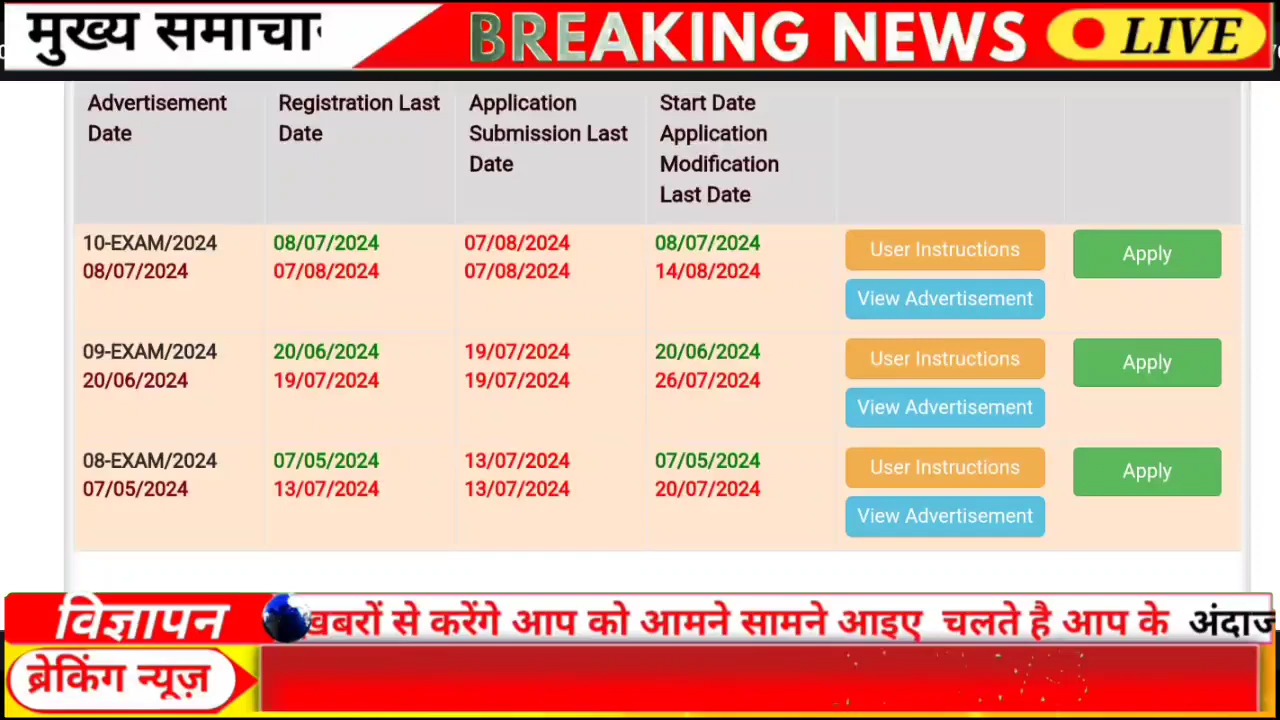 मुख्य समाचार
BREAKING NEWS
LIVE
Advertisement Date
Registration Last Date
Application Submission Last Date
Start Date Application Modification Last Date
10-EXAM/2024 08/07/2024 07/08/2024 08/07/2024 User Instructions Apply
08/07/2024 07/08/2024 07/08/2024 14/08/2024 View Advertisement
09-EXAM/2024 20/06/2024 19/07/2024 20/06/2024 User Instructions Apply
20/06/2024 19/07/2024 19/07/2024 26/07/2024 View Advertisement
08-EXAM/2024 07/05/2024 13/07/2024 07/05/2024 User Instructions Apply
07/05/2024 13/07/2024 13/07/2024 20/07/2024 View Advertisement
विज्ञापन
खबरों से करेंगे आप को आमने सामने आइए चलते है आप के अंदाज
ब्रेकिंग न्यूज़